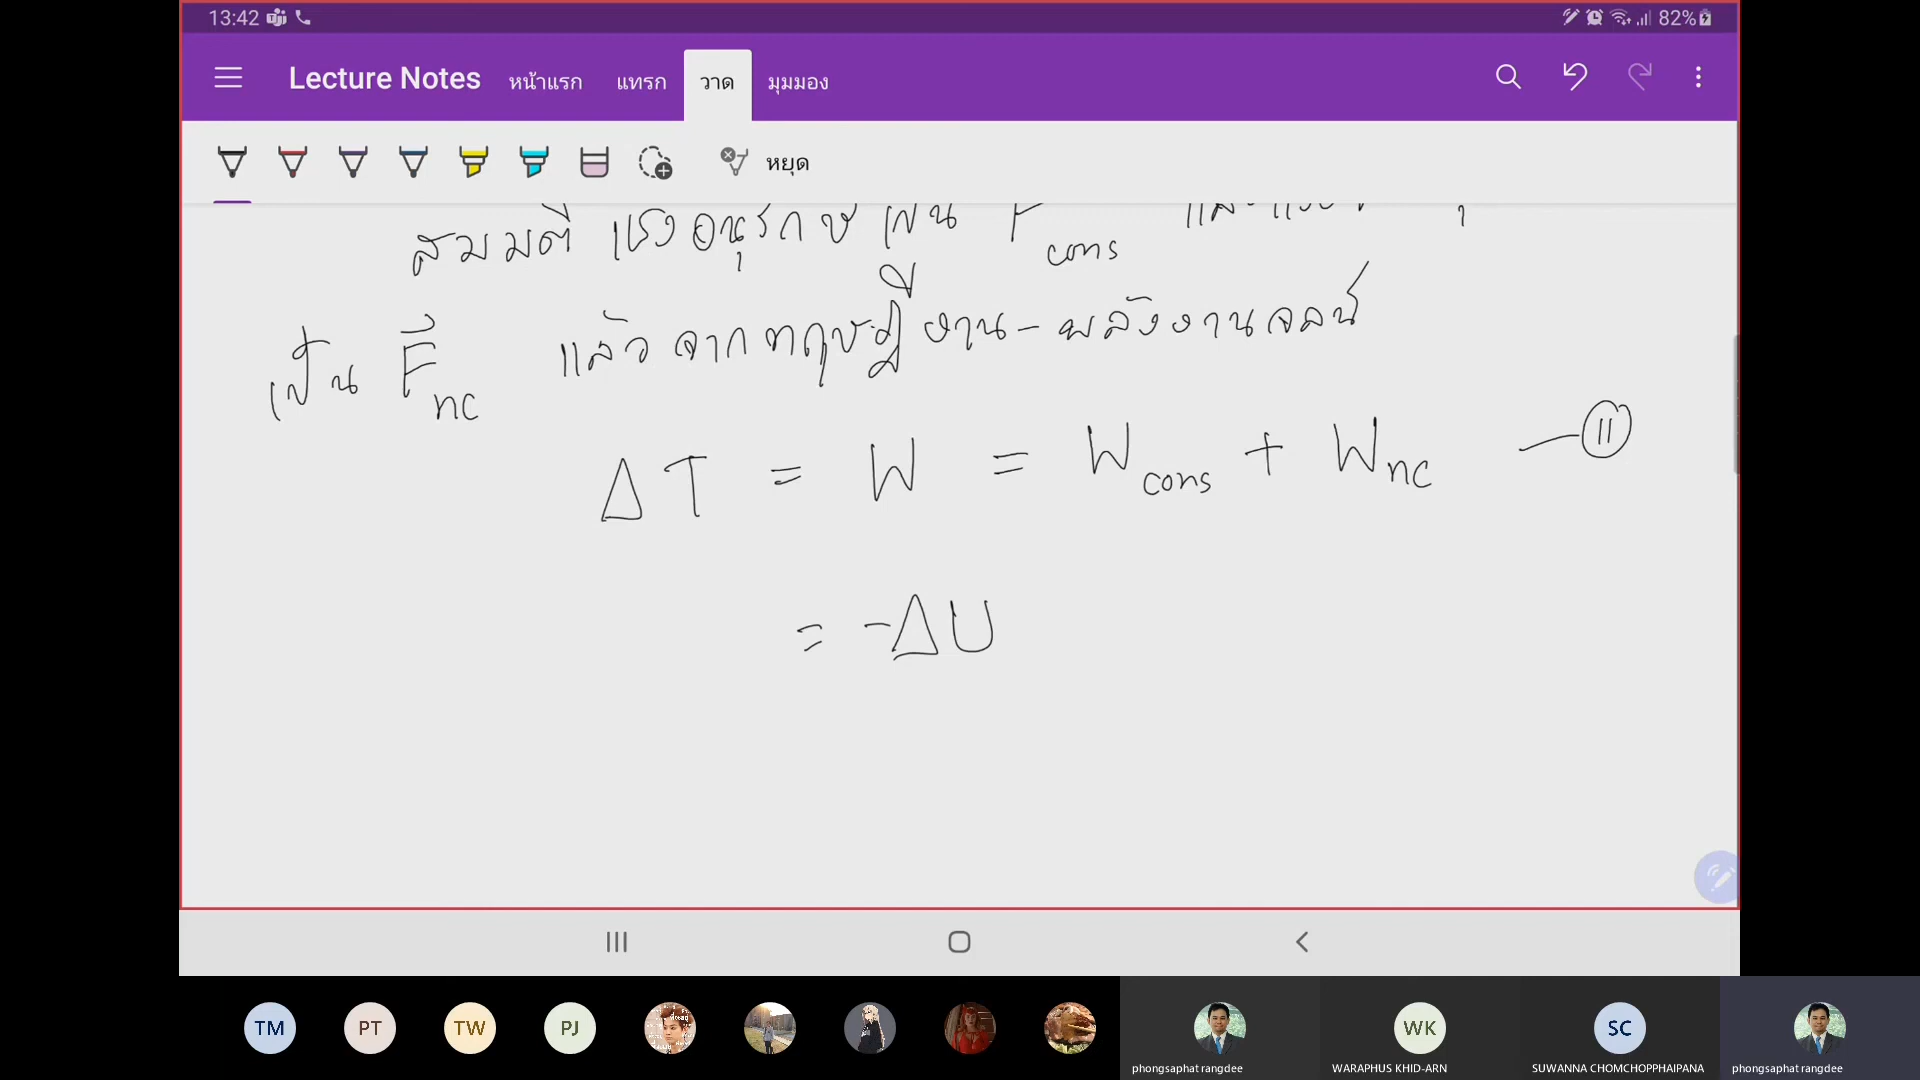 13:42 82%
Lecture Notes หน้าแรก แทรก วาด มุมมอง
หยุด
สมมติ แรงอนุรักษ์เป็น F cons
เป็น F nc แล้ว จากทฤษฎี งาน-พลังงานจลน์
ΔT = W = W cons + W nc — 11
= -ΔU
TM PT TW PJ WK SC
phongsaphat rangdee WARAPHUS KHID-ARN SUWANNA CHOMCHOPPHAIPANA phongsaphat rangdee